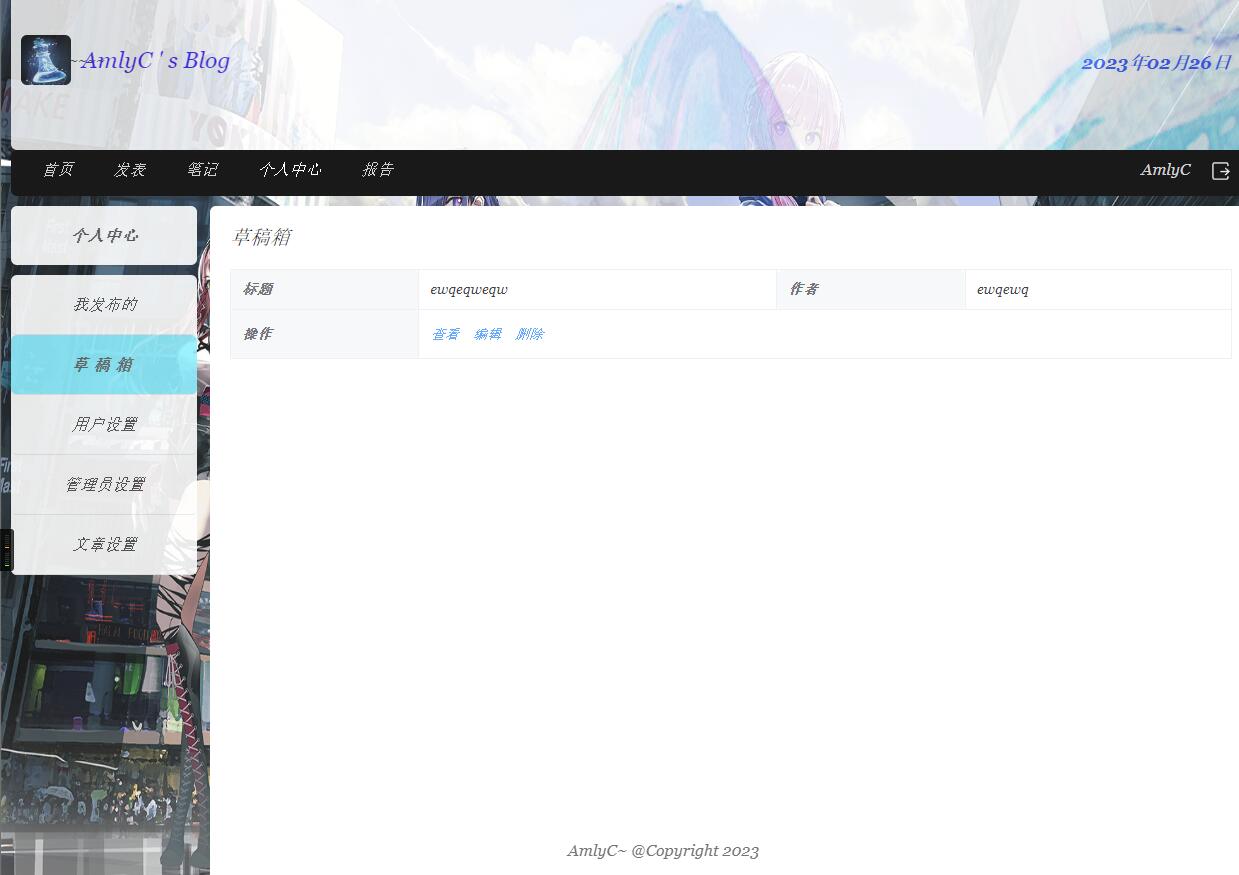 ~~AmlyC ' s Blog
2023年02月26日
首页 发表 笔记 个人中心 报告
AmlyC
个人中心
我发布的
草 稿 箱
用户设置
管理员设置
文章设置
草稿箱
标题 ewqeqweqw 作者 ewqewq
操作 查看 编辑 删除
AmlyC~ @Copyright 2023